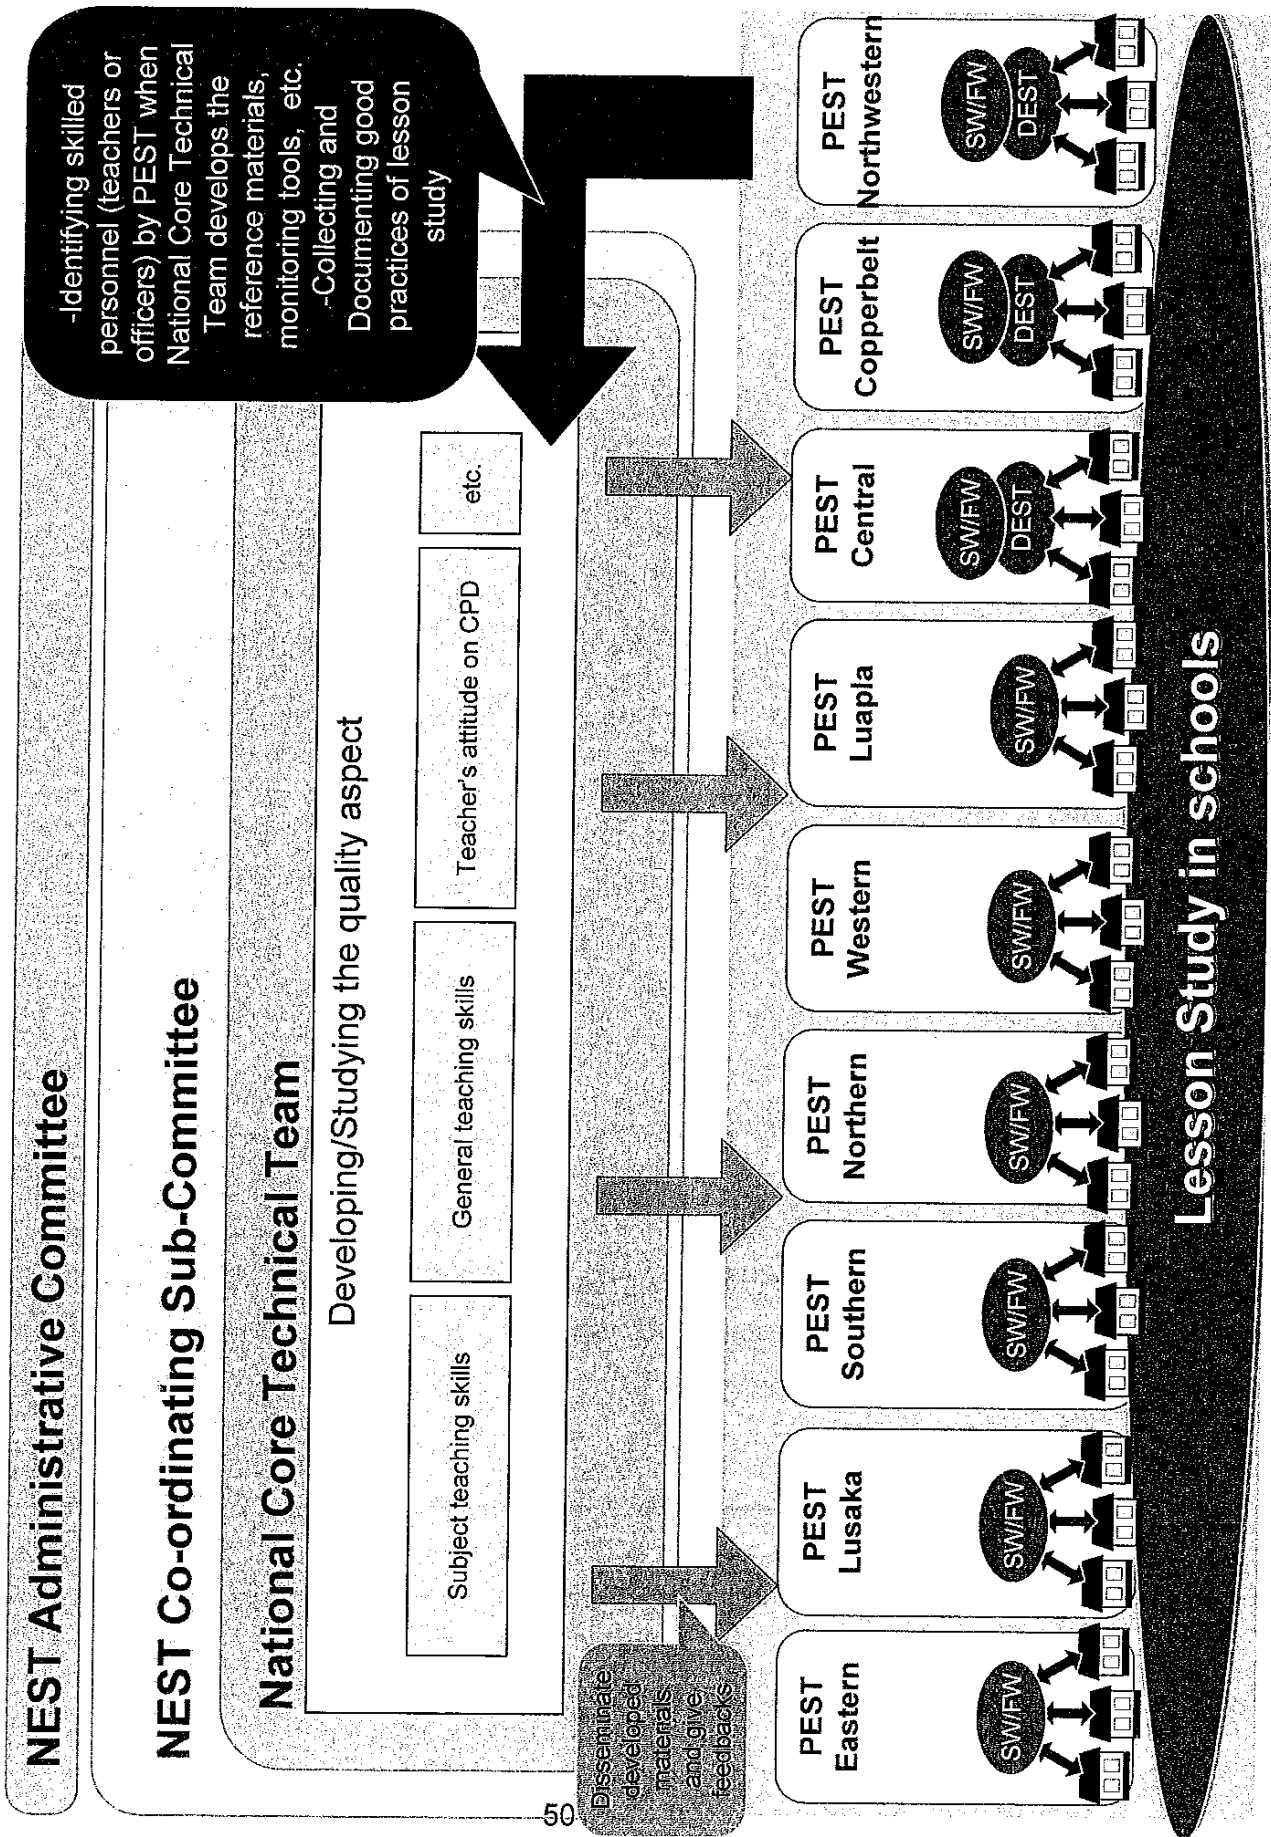 NEST Administrative Committee
NEST Co-ordinating Sub-Committee
National Core Technical Team
Developing/Studying the quality aspect
Subject teaching skills
General teaching skills
Teacher's attitude on CPD
etc.
-Identifying skilled
personnel (teachers or
officers) by PEST when
National Core Technical
Team develops the
reference materials,
monitoring tools, etc.
-Collecting and
Documenting good
practices of lesson
study
Disseminate
developed
materials
and give
feedbacks
PEST
Eastern
SW/FW
PEST
Lusaka
SW/FW
PEST
Southern
SW/FW
PEST
Northern
SW/FW
PEST
Western
SW/FW
PEST
Luapla
SW/FW
PEST
Central
SW/FW
DEST
PEST
Copperbelt
SW/FW
DEST
PEST
Northwestern
SW/FW
DEST
Lesson Study in schools
50